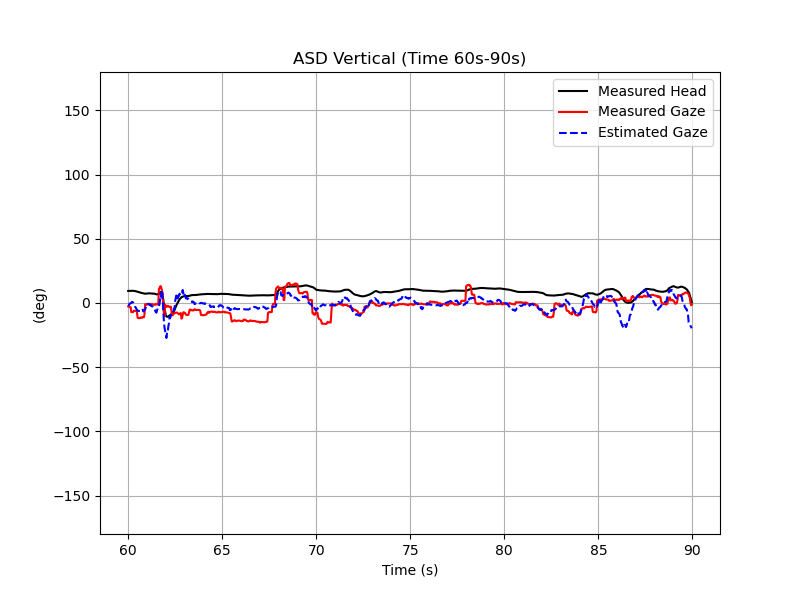 ASD Vertical (Time 60s-90s)
Measured Head
Measured Gaze
Estimated Gaze
150
100
50
0
−50
−100
−150
(deg)
60 65 70 75 80 85 90
Time (s)